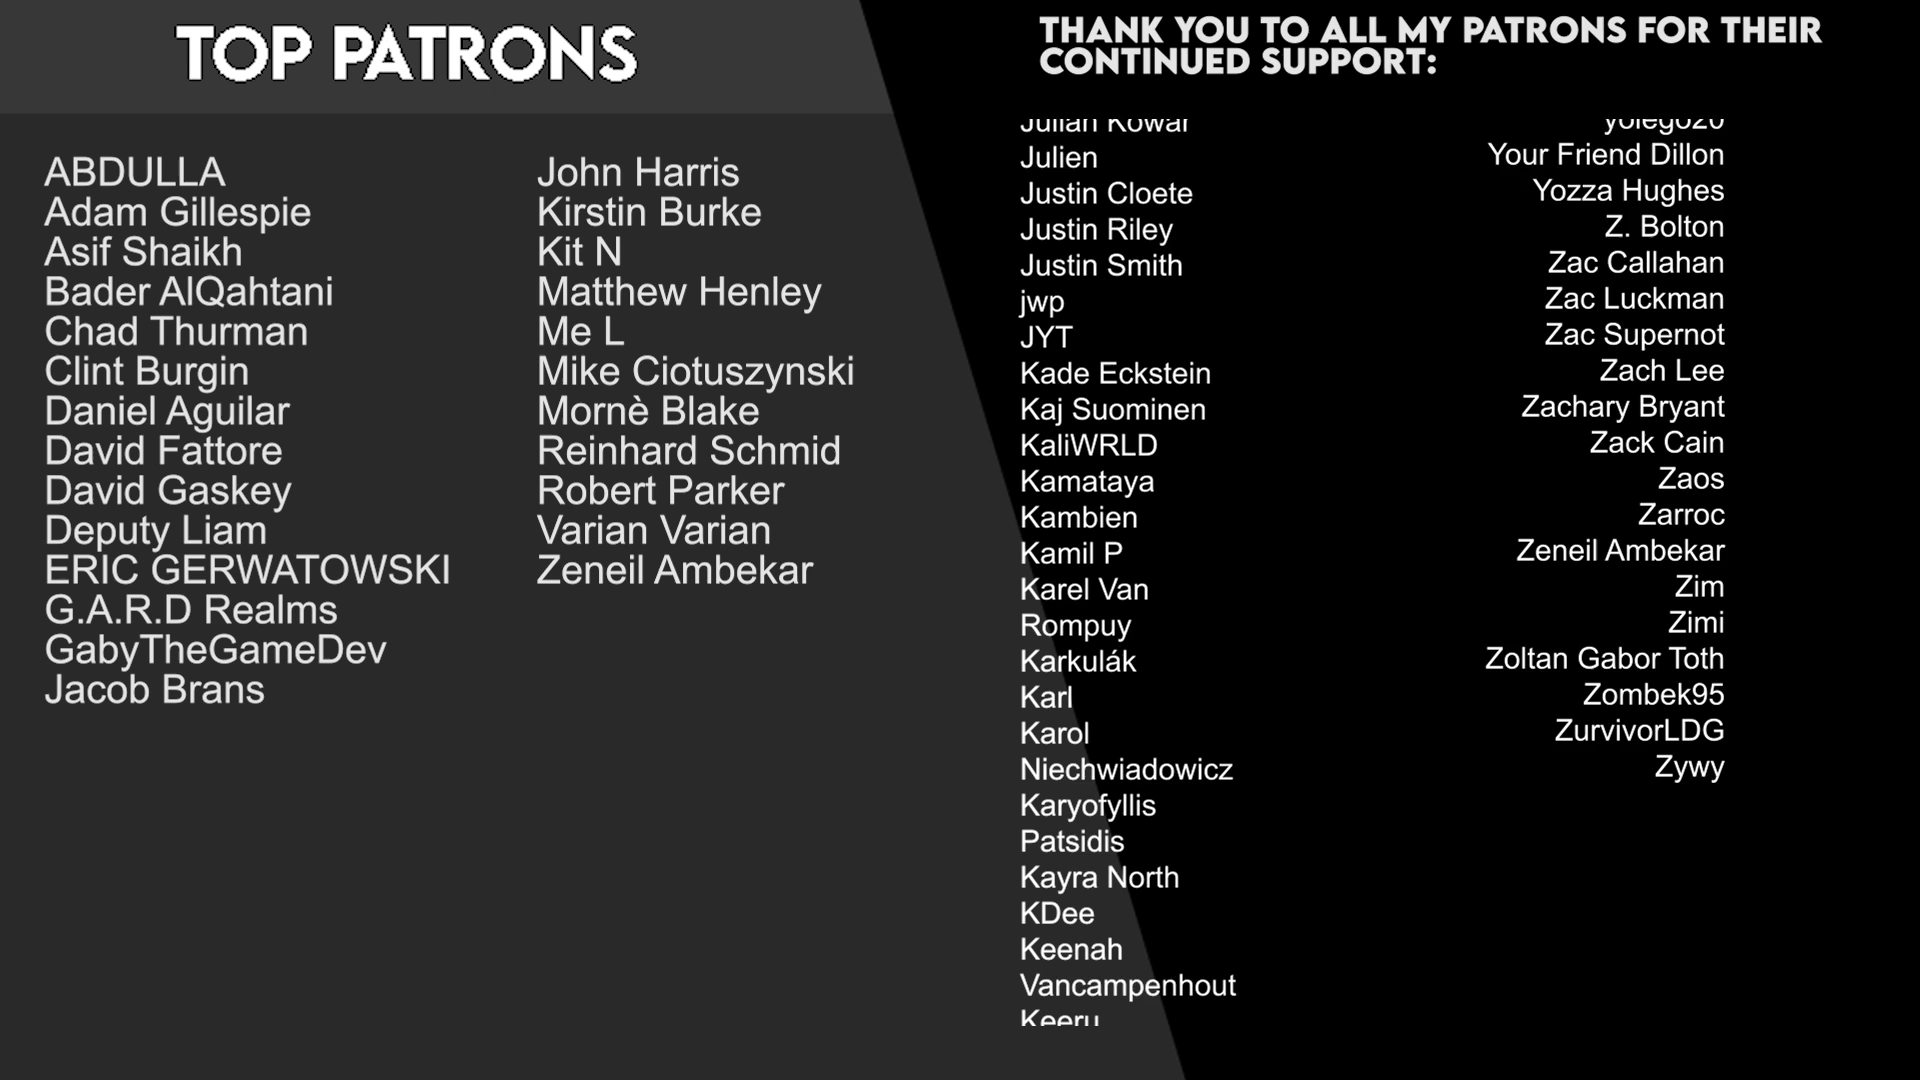 TOP PATRONS
ABDULLA
Adam Gillespie
Asif Shaikh
Bader AlQahtani
Chad Thurman
Clint Burgin
Daniel Aguilar
David Fattore
David Gaskey
Deputy Liam
ERIC GERWATOWSKI
G.A.R.D Realms
GabyTheGameDev
Jacob Brans
John Harris
Kirstin Burke
Kit N
Matthew Henley
Me L
Mike Ciotuszynski
Mornè Blake
Reinhard Schmid
Robert Parker
Varian Varian
Zeneil Ambekar
THANK YOU TO ALL MY PATRONS FOR THEIR
CONTINUED SUPPORT:
Julian Kowal
Julien
Justin Cloete
Justin Riley
Justin Smith
jwp
JYT
Kade Eckstein
Kaj Suominen
KaliWRLD
Kamataya
Kambien
Kamil P
Karel Van
Rompuy
Karkulák
Karl
Karol
Niechwiadowicz
Karyofyllis
Patsidis
Kayra North
KDee
Keenah
Vancampenhout
Keeru
yolego20
Your Friend Dillon
Yozza Hughes
Z. Bolton
Zac Callahan
Zac Luckman
Zac Supernot
Zach Lee
Zachary Bryant
Zack Cain
Zaos
Zarroc
Zeneil Ambekar
Zim
Zimi
Zoltan Gabor Toth
Zombek95
ZurvivorLDG
Zywy